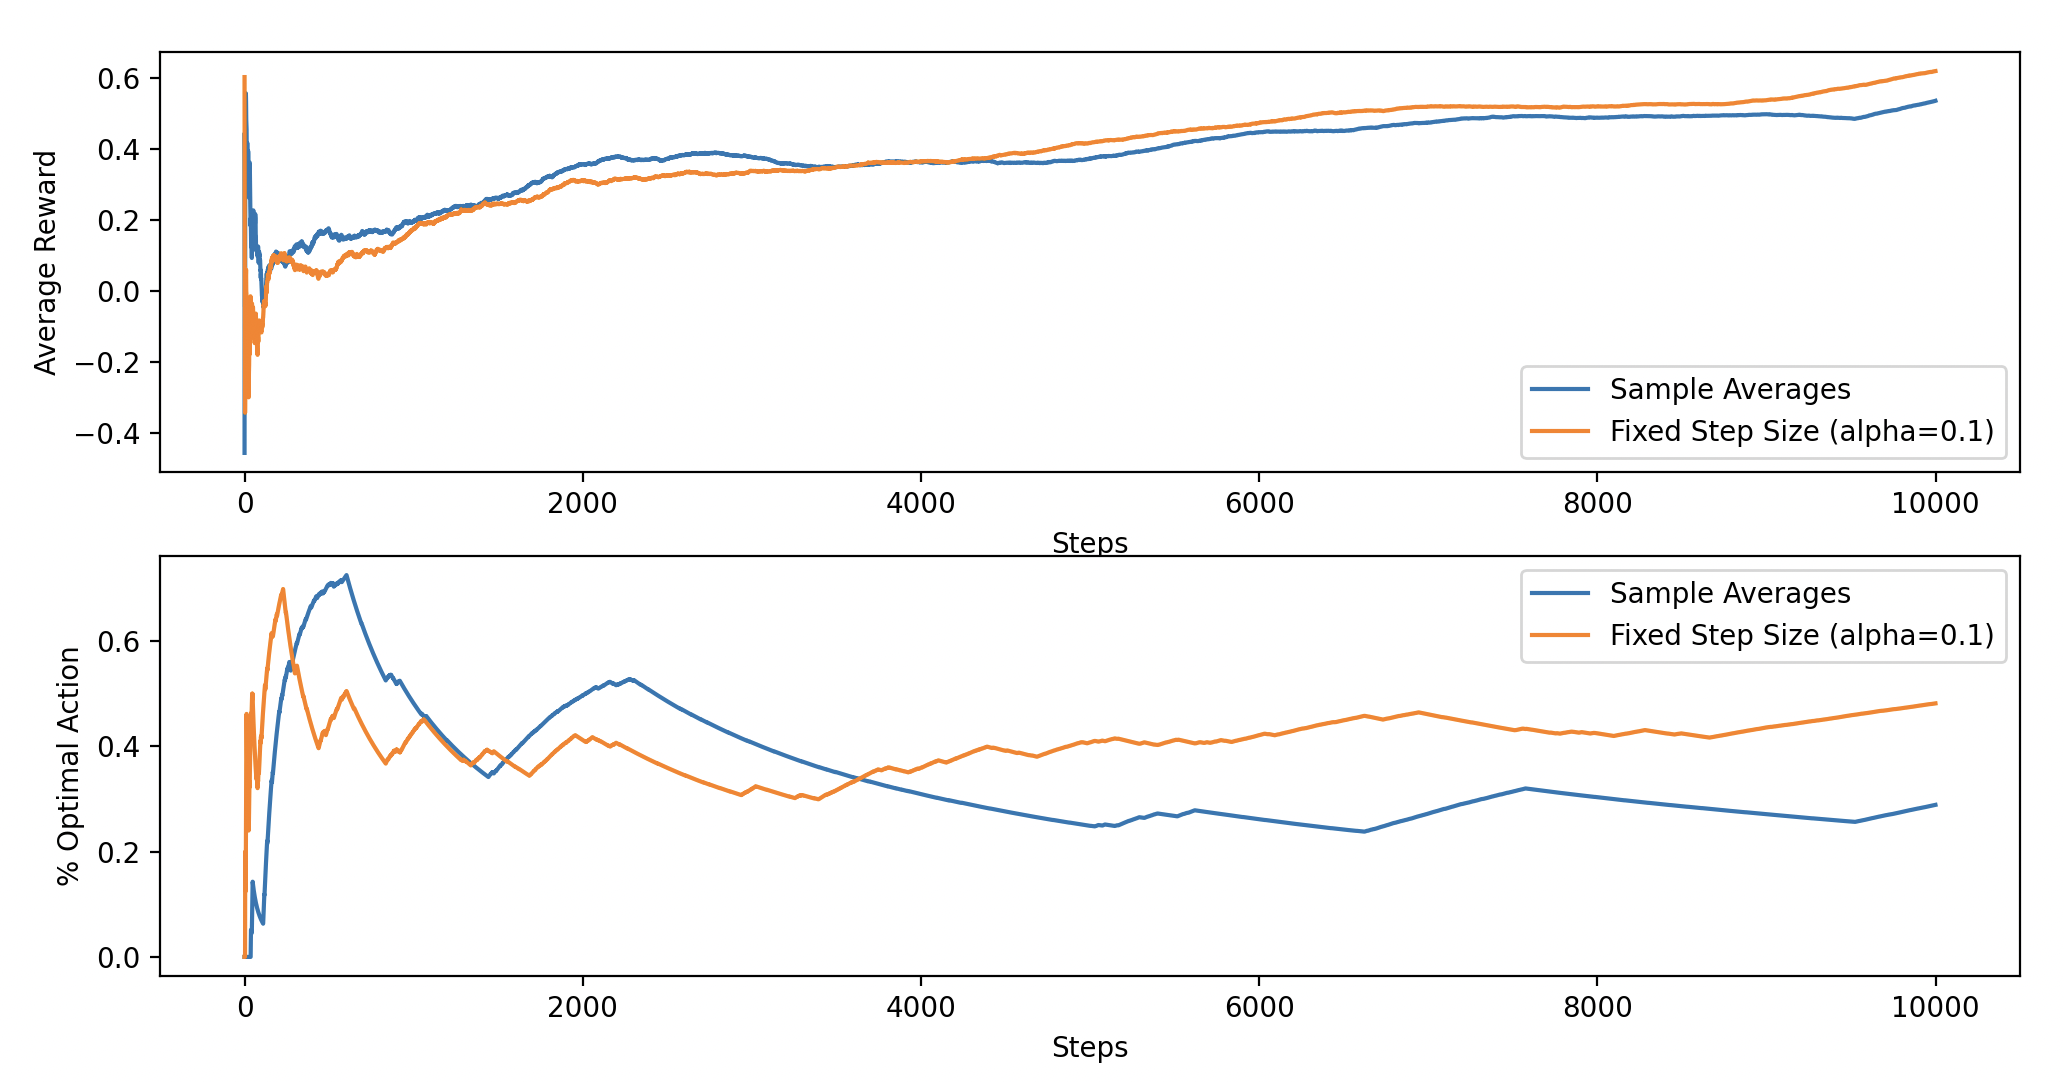 Average Reward
0.6
0.4
0.2
0.0
−0.2
−0.4
0 2000 4000 6000 8000 10000
Steps
Sample Averages
Fixed Step Size (alpha=0.1)
% Optimal Action
0.6
0.4
0.2
0.0
0 2000 4000 6000 8000 10000
Steps
Sample Averages
Fixed Step Size (alpha=0.1)